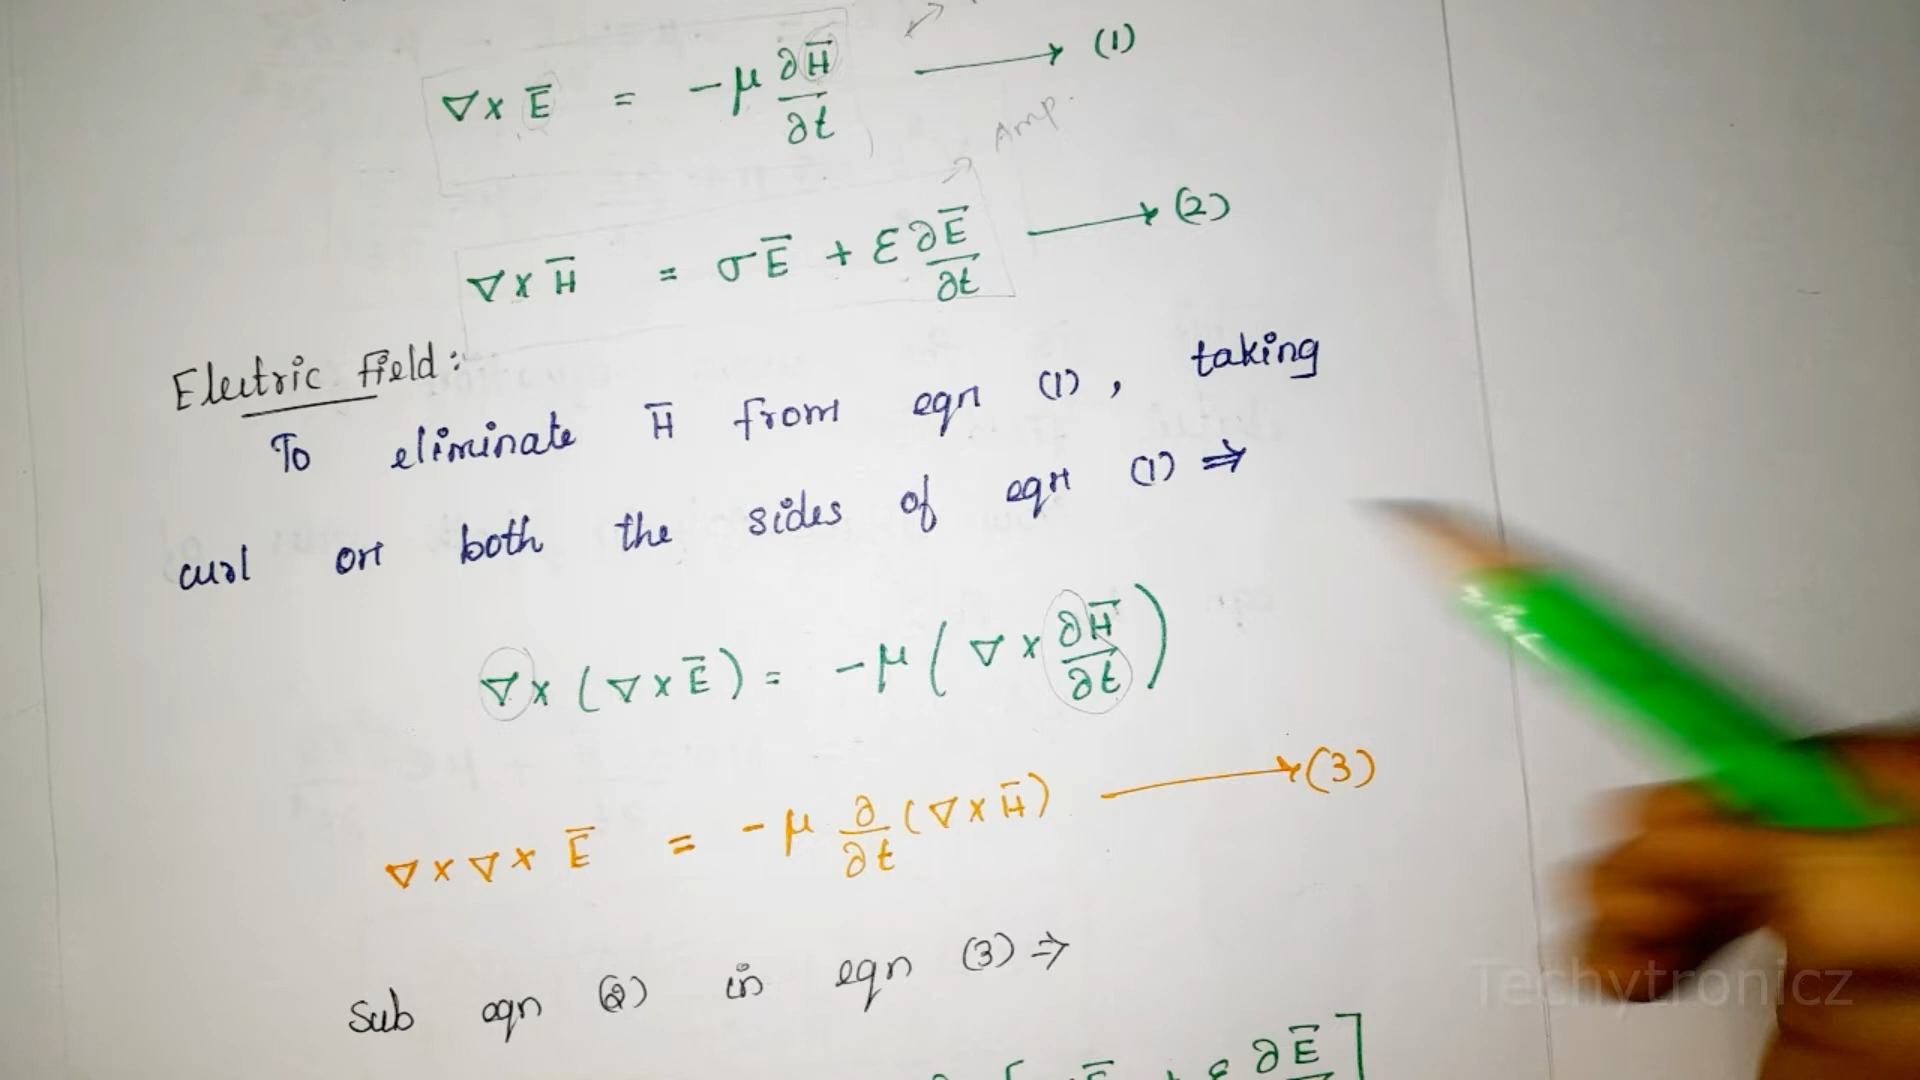 ∇ × E̅ = -μ ∂H̅/∂t ⟶ (1)
Amp.
∇ × H̅ = σE̅ + ε ∂E̅/∂t ⟶ (2)
Electric field:
To eliminate H̅ from eqn (1), taking
curl on both the sides of eqn (1) ⇒
∇ × (∇ × E̅) = -μ (∇ × ∂H̅/∂t)
∇ × ∇ × E̅ = -μ ∂/∂t (∇ × H̅) ⟶ (3)
Sub eqn (2) in eqn (3) ⇒
+ ε ∂E̅ ]
Techytronicz